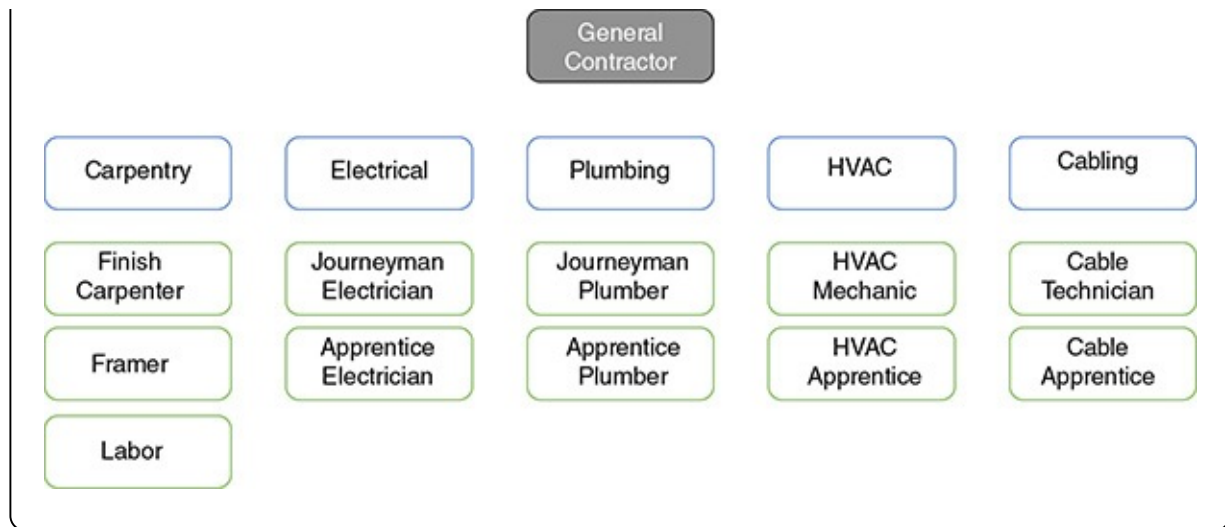 General
Contractor
Carpentry
Electrical
Plumbing
HVAC
Cabling
Finish
Carpenter
Journeyman
Electrician
Journeyman
Plumber
HVAC
Mechanic
Cable
Technician
Framer
Apprentice
Electrician
Apprentice
Plumber
HVAC
Apprentice
Cable
Apprentice
Labor